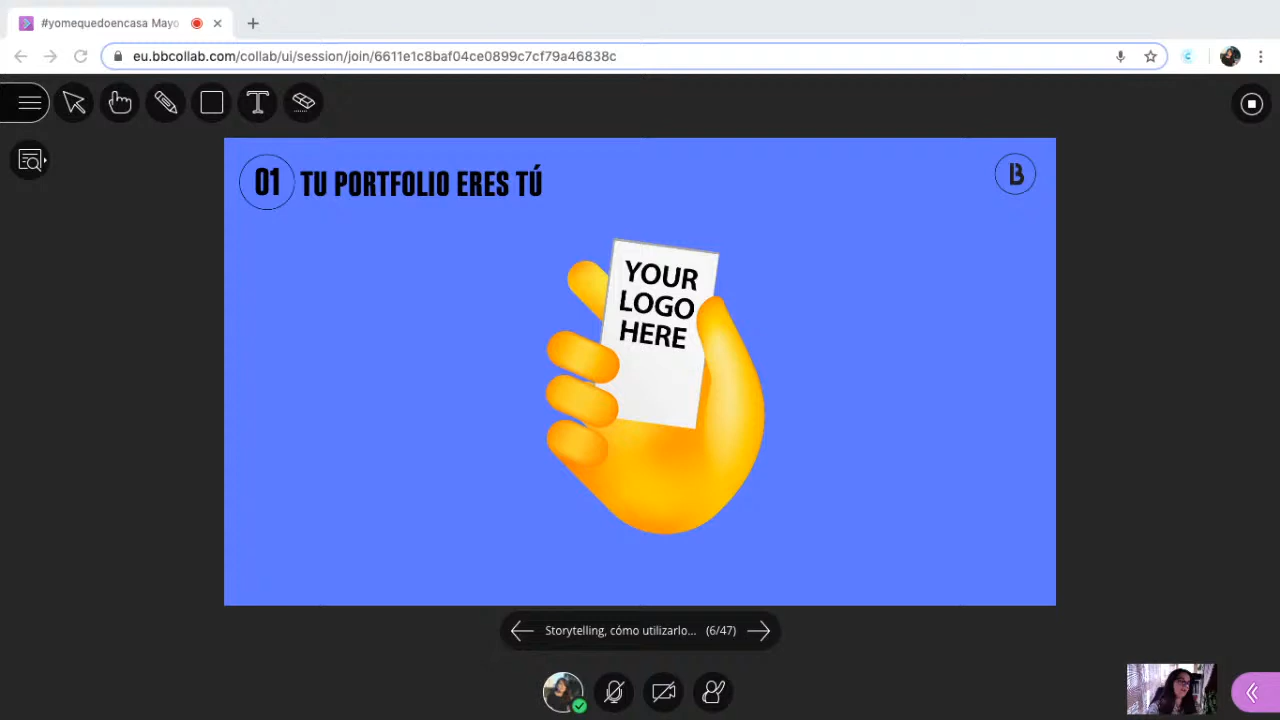 #yomequedoencasa Mayo
eu.bbcollab.com/collab/ui/session/join/6611e1c8baf04ce0899c7cf79a46838c
T
01 TU PORTFOLIO ERES TÚ
B
YOUR
LOGO
HERE
Storytelling, cómo utilizarlo... (6/47)